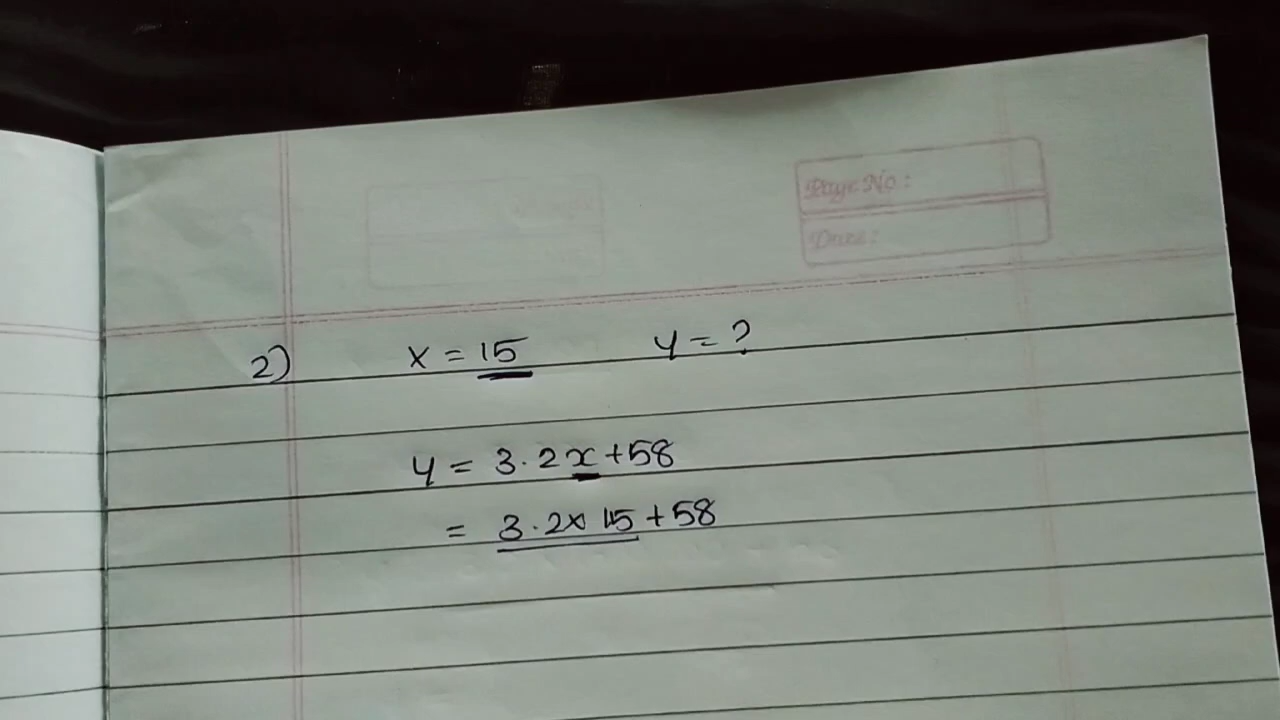 Page No.:
Date:
2) x = 15 y = ?
y = 3.2x+58
= 3.2x 15 +58